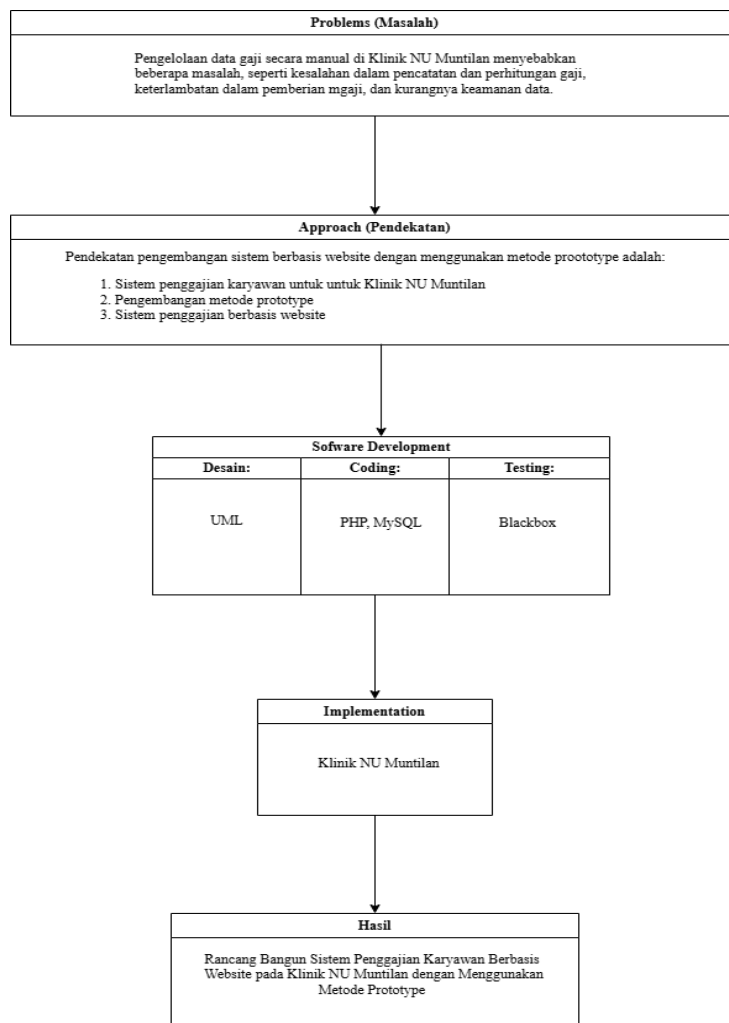 Problems (Masalah)
Pengelolaan data gaji secara manual di Klinik NU Muntilan menyebabkan
beberapa masalah, seperti kesalahan dalam pencatatan dan perhitungan gaji,
keterlambatan dalam pemberian mgaji, dan kurangnya keamanan data.
Approach (Pendekatan)
Pendekatan pengembangan sistem berbasis website dengan menggunakan metode proototype adalah:
1. Sistem penggajian karyawan untuk untuk Klinik NU Muntilan
2. Pengembangan metode prototype
3. Sistem penggajian berbasis website
Sofware Development
Desain: Coding: Testing:
UML PHP, MySQL Blackbox
Implementation
Klinik NU Muntilan
Hasil
Rancang Bangun Sistem Penggajian Karyawan Berbasis
Website pada Klinik NU Muntilan dengan Menggunakan
Metode Prototype